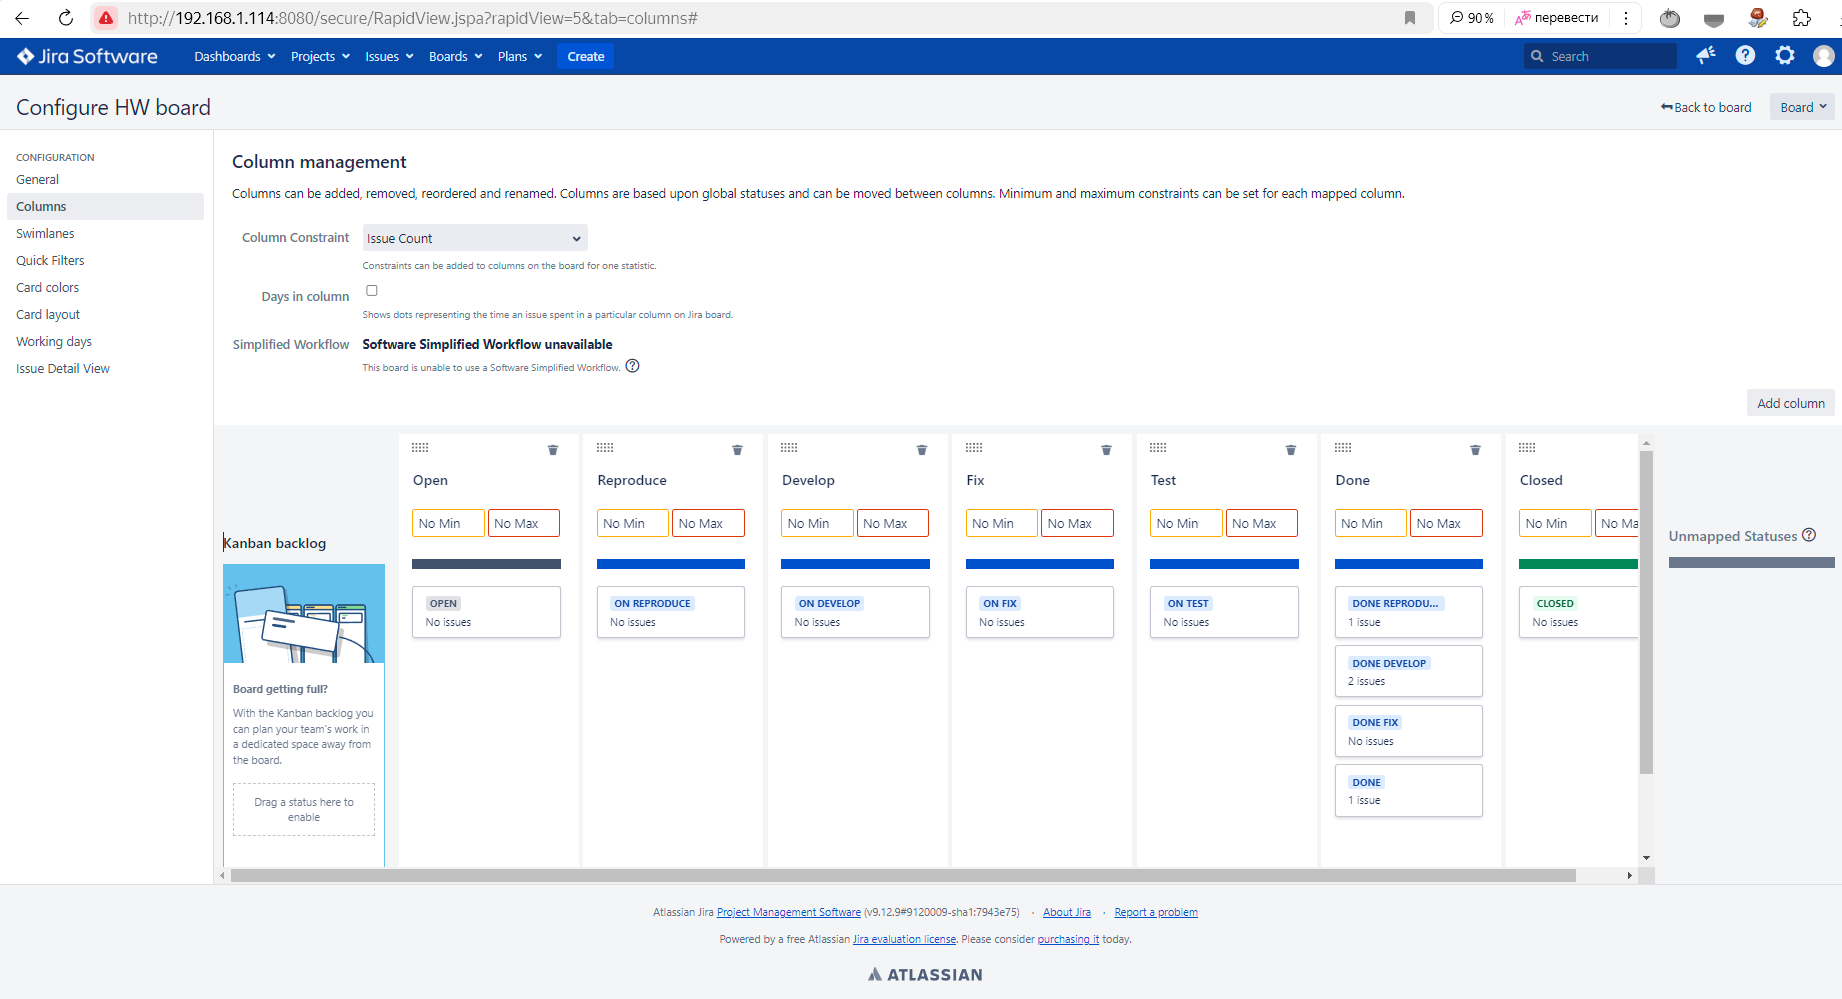 http://192.168.1.114:8080/secure/RapidView.jspa?rapidView=5&tab=columns#
90 %
перевести
Jira Software
Dashboards
Projects
Issues
Boards
Plans
Create
Search
Configure HW board
Back to board
Board
CONFIGURATION
General
Columns
Swimlanes
Quick Filters
Card colors
Card layout
Working days
Issue Detail View
Column management
Columns can be added, removed, reordered and renamed. Columns are based upon global statuses and can be moved between columns. Minimum and maximum constraints can be set for each mapped column.
Column Constraint
Issue Count
Constraints can be added to columns on the board for one statistic.
Days in column
Shows dots representing the time an issue spent in a particular column on Jira board.
Simplified Workflow
Software Simplified Workflow unavailable
This board is unable to use a Software Simplified Workflow.
Add column
Kanban backlog
Board getting full?
With the Kanban backlog you
can plan your team's work in
a dedicated space away from
the board.
Drag a status here to
enable
Open
No Min
No Max
OPEN
No issues
Reproduce
No Min
No Max
ON REPRODUCE
No issues
Develop
No Min
No Max
ON DEVELOP
No issues
Fix
No Min
No Max
ON FIX
No issues
Test
No Min
No Max
ON TEST
No issues
Done
No Min
No Max
DONE REPRODU...
1 issue
DONE DEVELOP
2 issues
DONE FIX
No issues
DONE
1 issue
Closed
No Min
No Ma
CLOSED
No issues
Unmapped Statuses
Atlassian Jira Project Management Software (v9.12.9#9120009-sha1:7943e75) · About Jira · Report a problem
Powered by a free Atlassian Jira evaluation license. Please consider purchasing it today.
ATLASSIAN